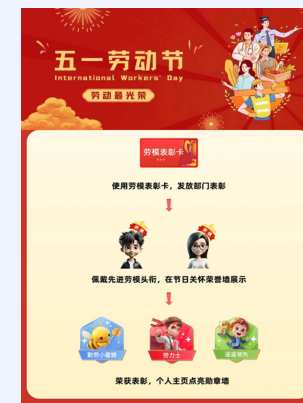 五一劳动节
International Workers' Day
劳动最光荣
劳模表彰卡
使用劳模表彰卡，发放部门表彰
佩戴先进劳模头衔，在节日关怀荣誉墙展示
勤劳小蜜蜂
劳力士
遥遥领先
荣获表彰，个人主页点亮勋章墙